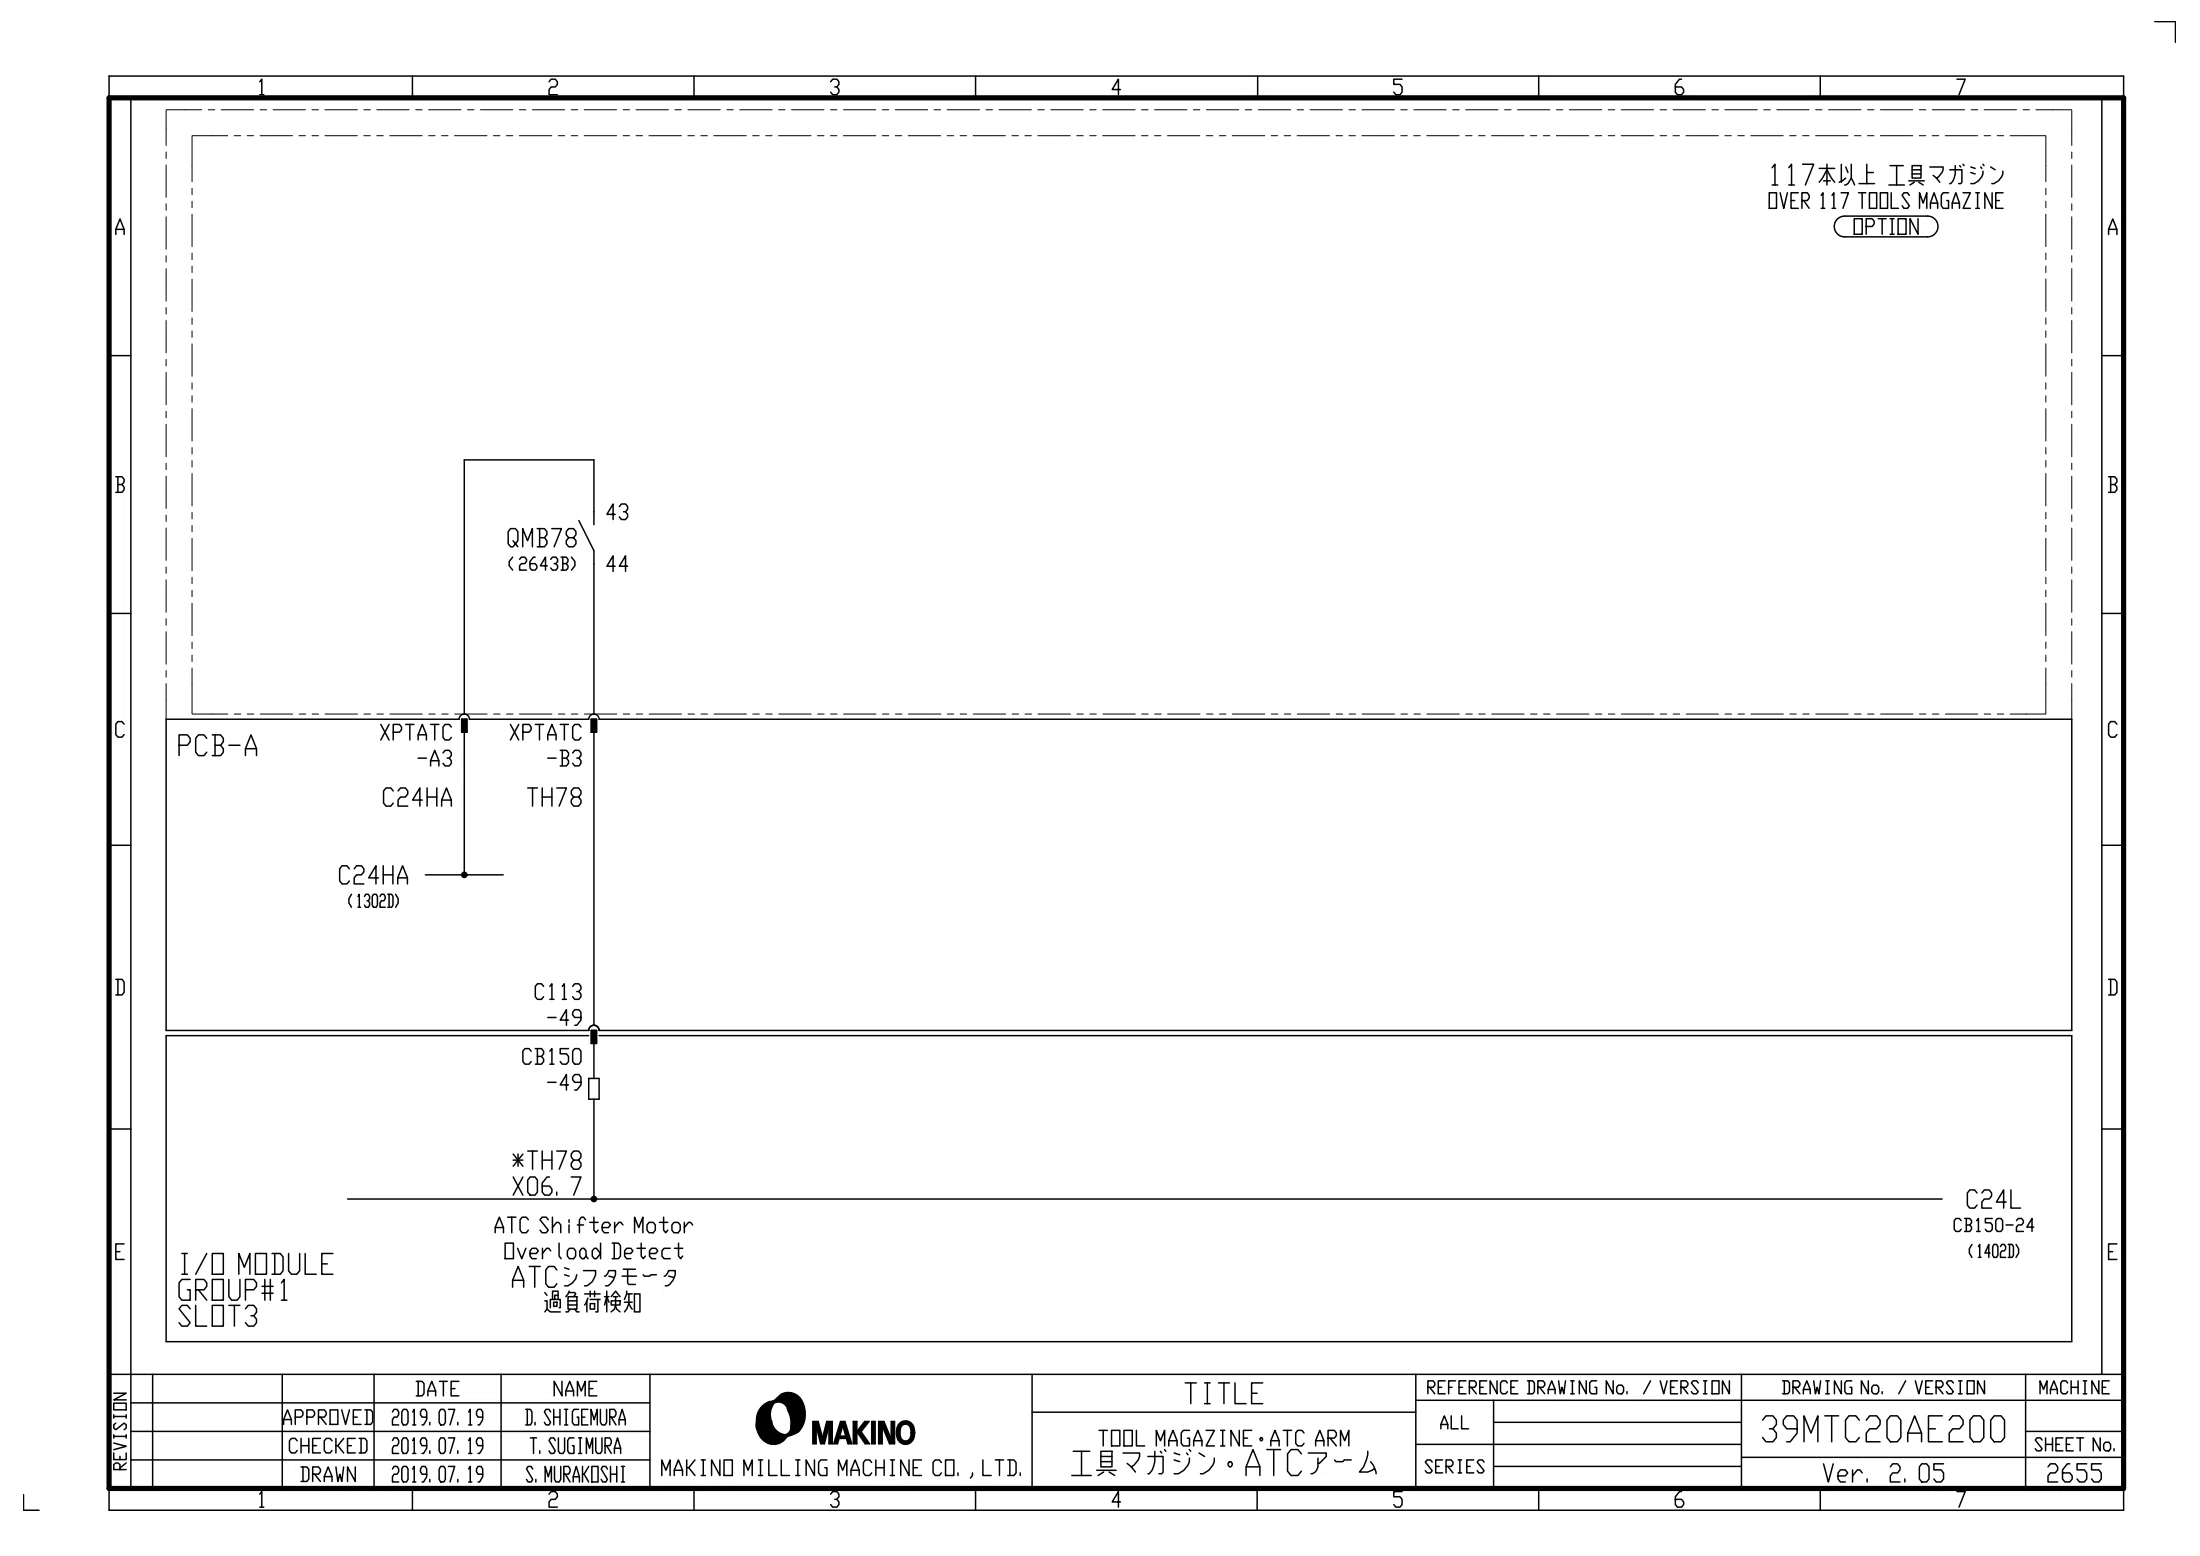 1 2 3 4 5 6 7
117本以上 工具マガジン
OVER 117 TOOLS MAGAZINE
OPTION
A A
B B
43
QMB78
(2643B)
44
C C
PCB-A
XPTATC
-A3
XPTATC
-B3
C24HA
TH78
C24HA
(1302D)
D D
C113
-49
CB150
-49
*TH78
X06.7
C24L
CB150-24
(1402D)
ATC Shifter Motor
Overload Detect
ATCシフタモータ
過負荷検知
E E
I/O MODULE
GROUP#1
SLOT3
REVISION
DATE NAME
APPROVED 2019.07.19 D. SHIGEMURA
CHECKED 2019.07.19 T. SUGIMURA
DRAWN 2019.07.19 S. MURAKOSHI
MAKINO
MAKINO MILLING MACHINE CO.,LTD.
TITLE
TOOL MAGAZINE・ATC ARM
工具マガジン・ATCアーム
REFERENCE DRAWING No. / VERSION
ALL
SERIES
DRAWING No. / VERSION
39MTC20AE200
Ver. 2.05
MACHINE
SHEET No.
2655
1 2 3 4 5 6 7